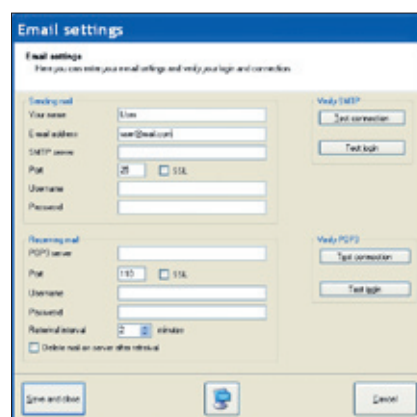 Email settings
Email settings
Here you can enter your e-mail settings and verify your login and connection.
Sending mail
Your name User
E-mail address user@mail.com
SMTP server
Port 25 SSL
Username
Password
Verify SMTP
Test connection
Test login
Receiving mail
POP3 server
Port 110 SSL
Username
Password
Retrieval interval 2 minutes
Delete mail on server after retrieval
Verify POP3
Test connection
Test login
Save and close
Cancel